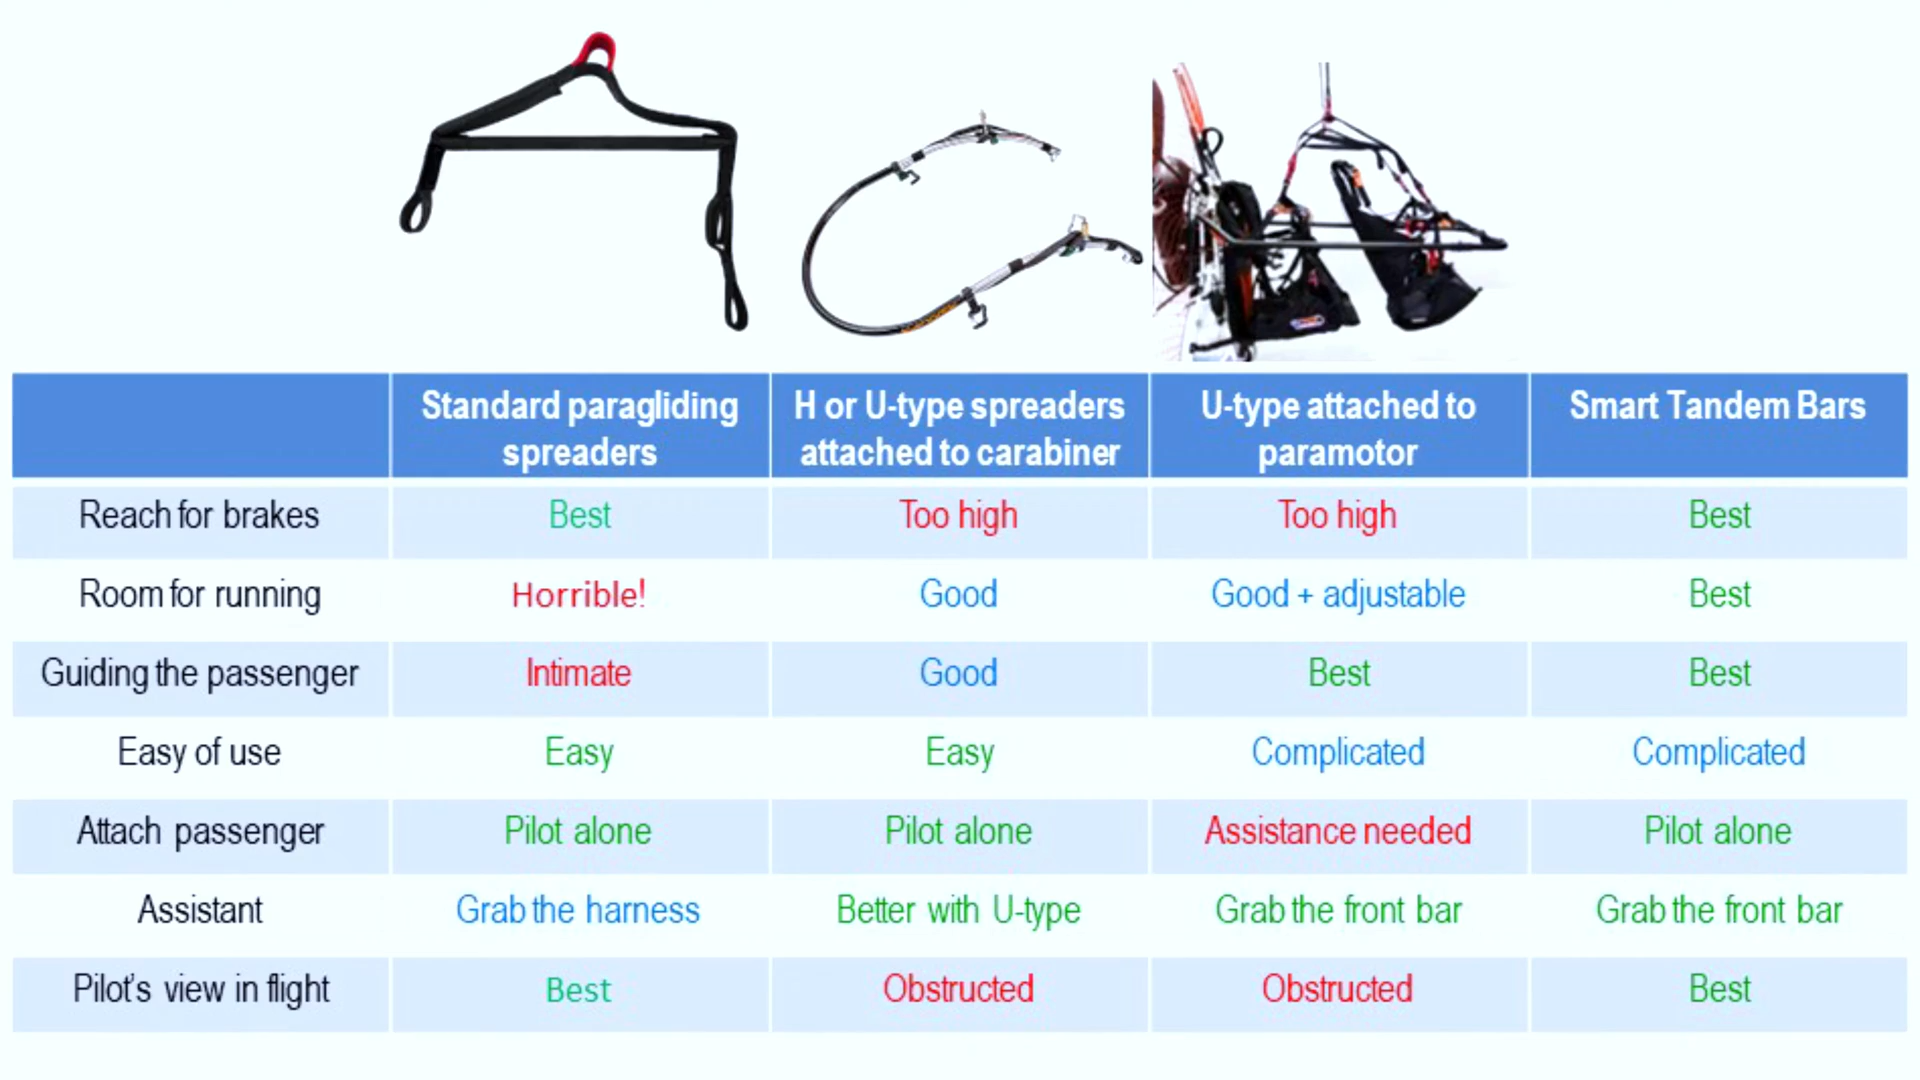 Standard paragliding spreaders H or U-type spreaders attached to carabiner U-type attached to paramotor Smart Tandem Bars
Reach for brakes Best Too high Too high Best
Room for running Horrible! Good Good + adjustable Best
Guiding the passenger Intimate Good Best Best
Easy of use Easy Easy Complicated Complicated
Attach passenger Pilot alone Pilot alone Assistance needed Pilot alone
Assistant Grab the harness Better with U-type Grab the front bar Grab the front bar
Pilot's view in flight Best Obstructed Obstructed Best